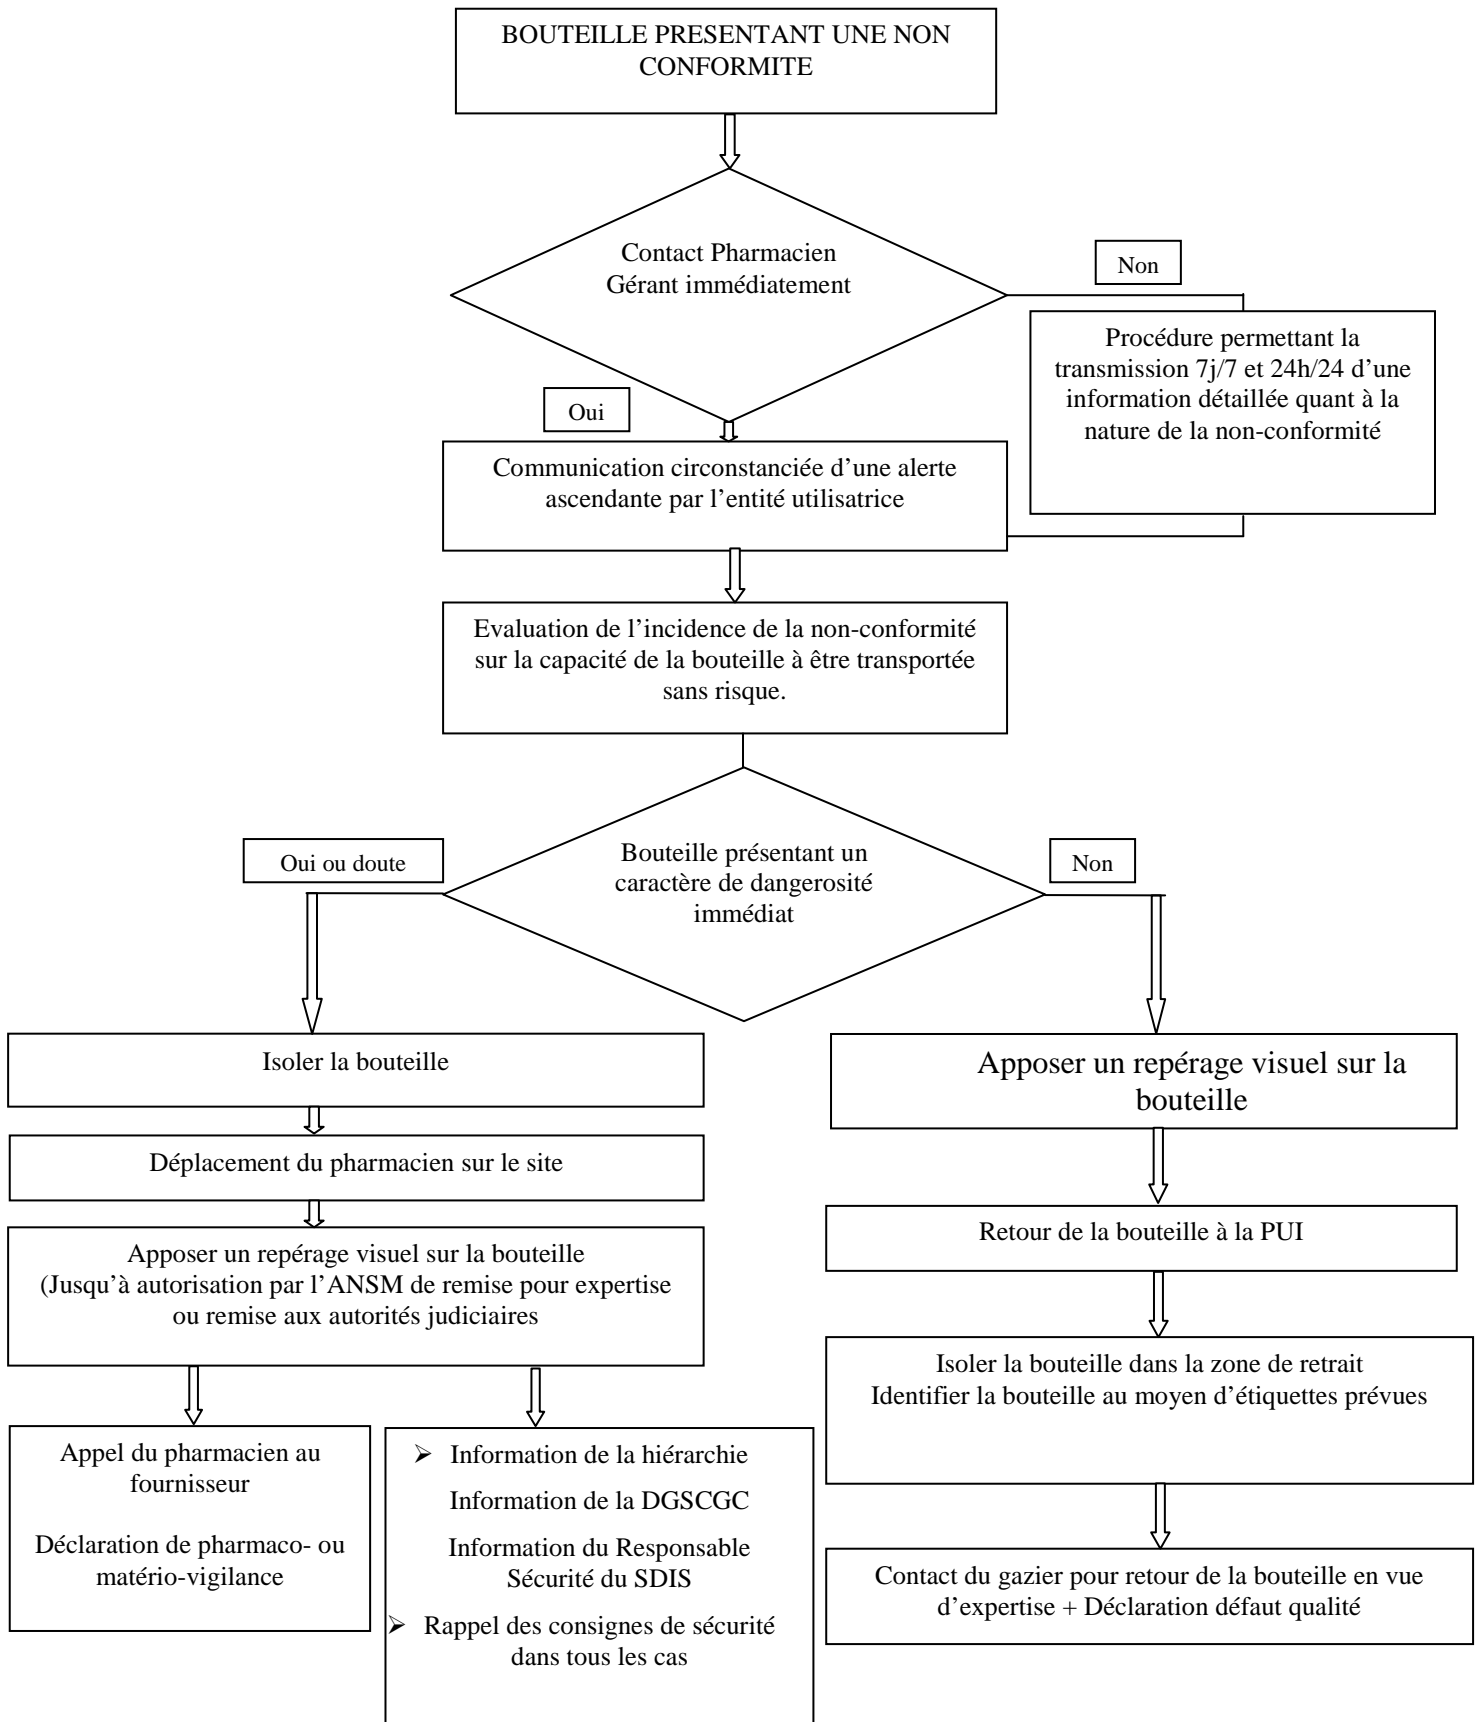 BOUTEILLE PRESENTANT UNE NON
CONFORMITE
Contact Pharmacien
Gérant immédiatement
Non
Procédure permettant la
transmission 7j/7 et 24h/24 d’une
information détaillée quant à la
nature de la non-conformité
Oui
Communication circonstanciée d’une alerte
ascendante par l’entité utilisatrice
Evaluation de l’incidence de la non-conformité
sur la capacité de la bouteille à être transportée
sans risque.
Bouteille présentant un
caractère de dangerosité
immédiat
Oui ou doute
Non
Isoler la bouteille
Déplacement du pharmacien sur le site
Apposer un repérage visuel sur la bouteille
(Jusqu’à autorisation par l’ANSM de remise pour expertise
ou remise aux autorités judiciaires
Appel du pharmacien au
fournisseur
Déclaration de pharmaco- ou
matério-vigilance
➢ Information de la hiérarchie
Information de la DGSCGC
Information du Responsable
Sécurité du SDIS
➢ Rappel des consignes de sécurité
dans tous les cas
Apposer un repérage visuel sur la
bouteille
Retour de la bouteille à la PUI
Isoler la bouteille dans la zone de retrait
Identifier la bouteille au moyen d’étiquettes prévues
Contact du gazier pour retour de la bouteille en vue
d’expertise + Déclaration défaut qualité